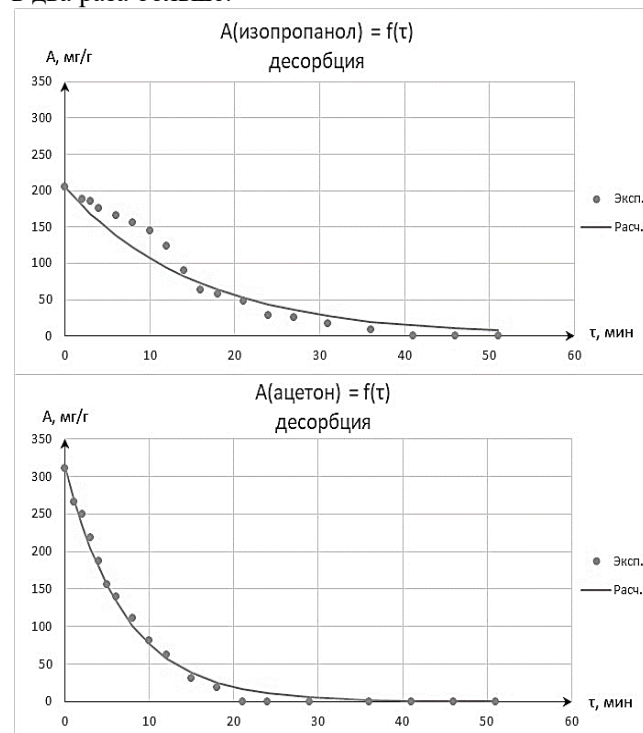 в два раза больше.
A(изопропанол) = f(τ)
десорбция
A, мг/г
350
300
250
200
150
100
50
0
0 10 20 30 40 50 60
τ, мин
Эксп.
Расч.
A(ацетон) = f(τ)
десорбция
A, мг/г
350
300
250
200
150
100
50
0
0 10 20 30 40 50 60
τ, мин
Эксп.
Расч.